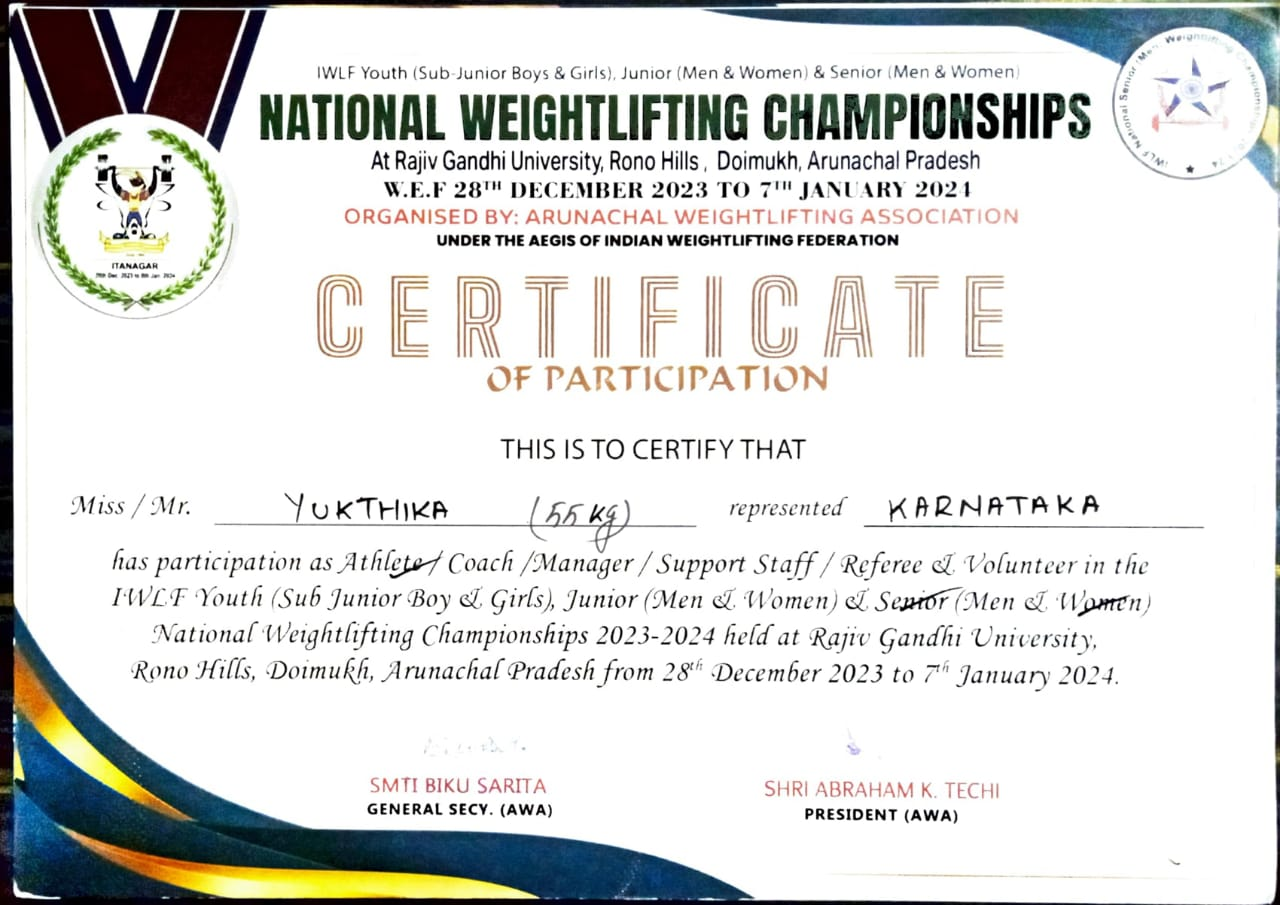 IWLF Youth (Sub-Junior Boys & Girls), Junior (Men & Women) & Senior (Men & Women)
NATIONAL WEIGHTLIFTING CHAMPIONSHIPS
At Rajiv Gandhi University, Rono Hills , Doimukh, Arunachal Pradesh
W.E.F 28TH DECEMBER 2023 TO 7TH JANUARY 2024
ORGANISED BY: ARUNACHAL WEIGHTLIFTING ASSOCIATION
UNDER THE AEGIS OF INDIAN WEIGHTLIFTING FEDERATION
ITANAGAR
IWLF National Senior (Men, Weightlifting
CERTIFICATE
OF PARTICIPATION
THIS IS TO CERTIFY THAT
Miss / Mr. YUKTHIKA (55 kg) represented KARNATAKA
has participation as Athlete / Coach /Manager / Support Staff / Referee & Volunteer in the
IWLF Youth (Sub Junior Boy & Girls), Junior (Men & Women) & Senior (Men & Women)
National Weightlifting Championships 2023-2024 held at Rajiv Gandhi University,
Rono Hills, Doimukh, Arunachal Pradesh from 28th December 2023 to 7th January 2024.
SMTI BIKU SARITA
GENERAL SECY. (AWA)
SHRI ABRAHAM K. TECHI
PRESIDENT (AWA)